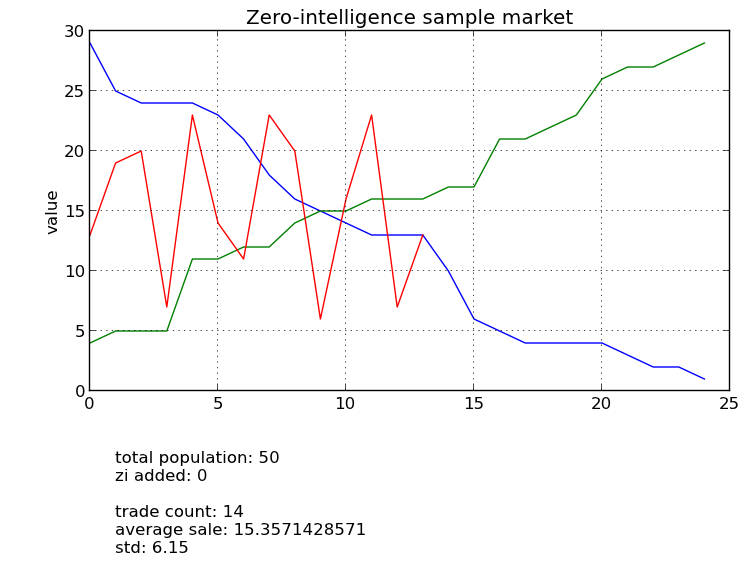 Zero-intelligence sample market
30
25
20
15
10
5
0
value
0 5 10 15 20 25
total population: 50
zi added: 0
trade count: 14
average sale: 15.3571428571
std: 6.15